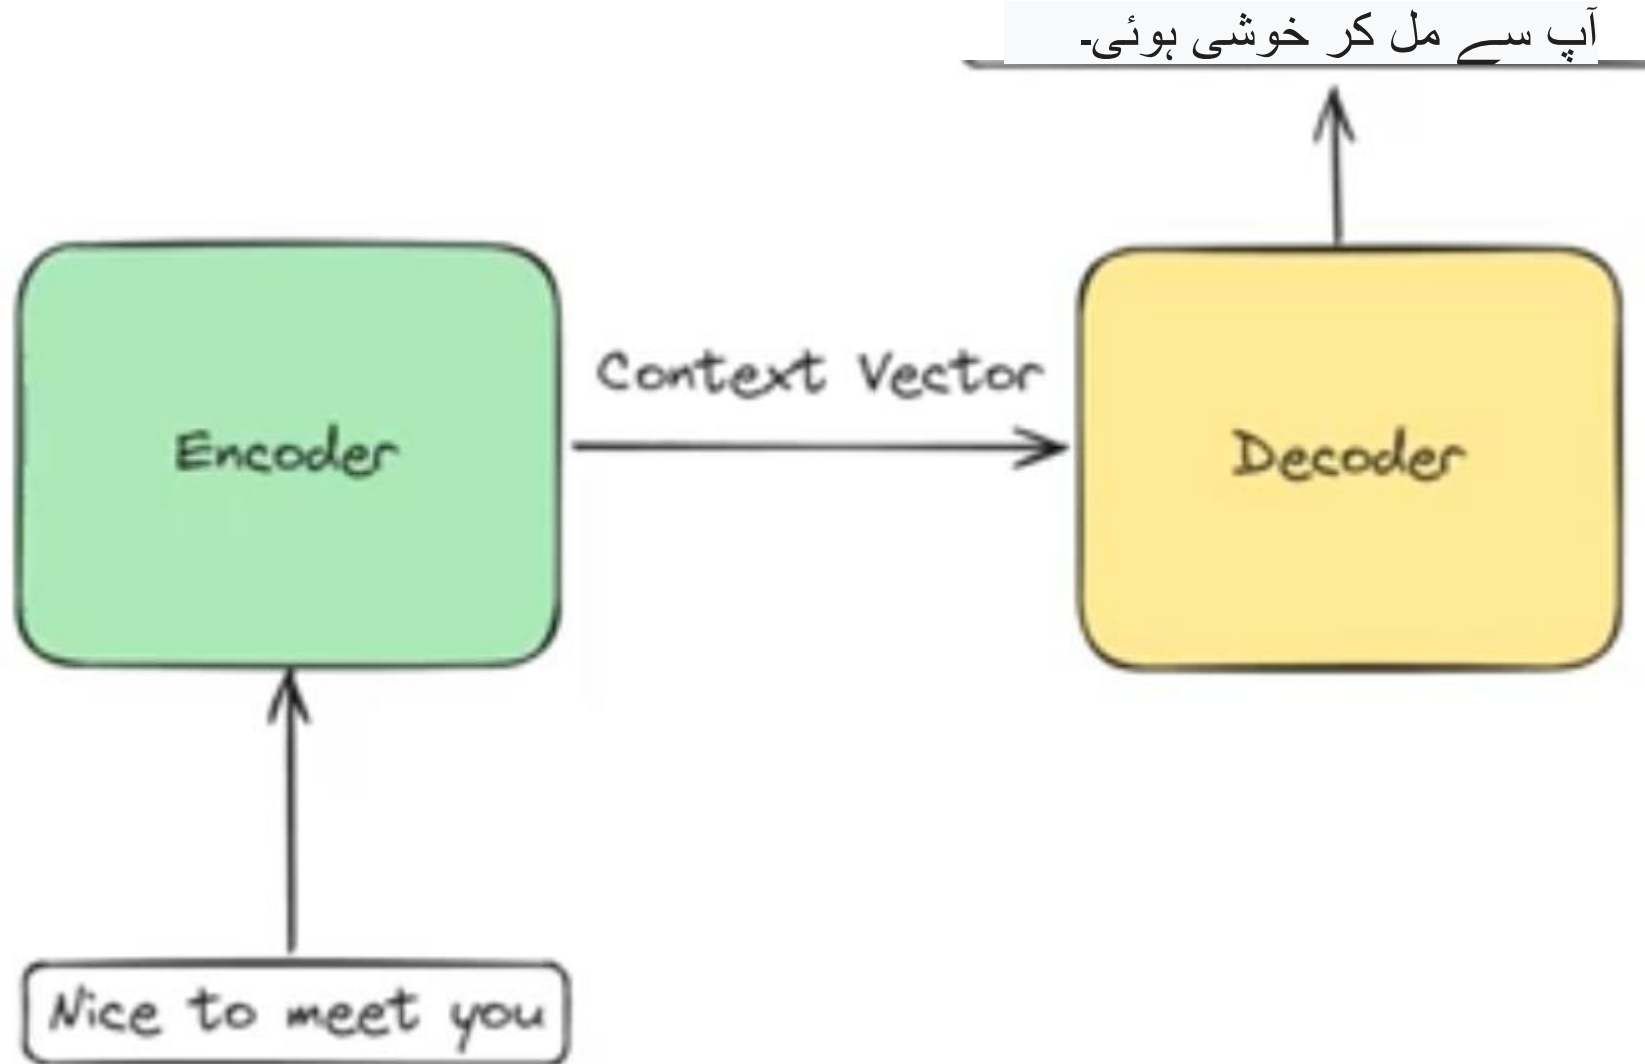 آپ سے مل کر خوشی ہوئی۔
Context Vector
Encoder
Decoder
Nice to meet you